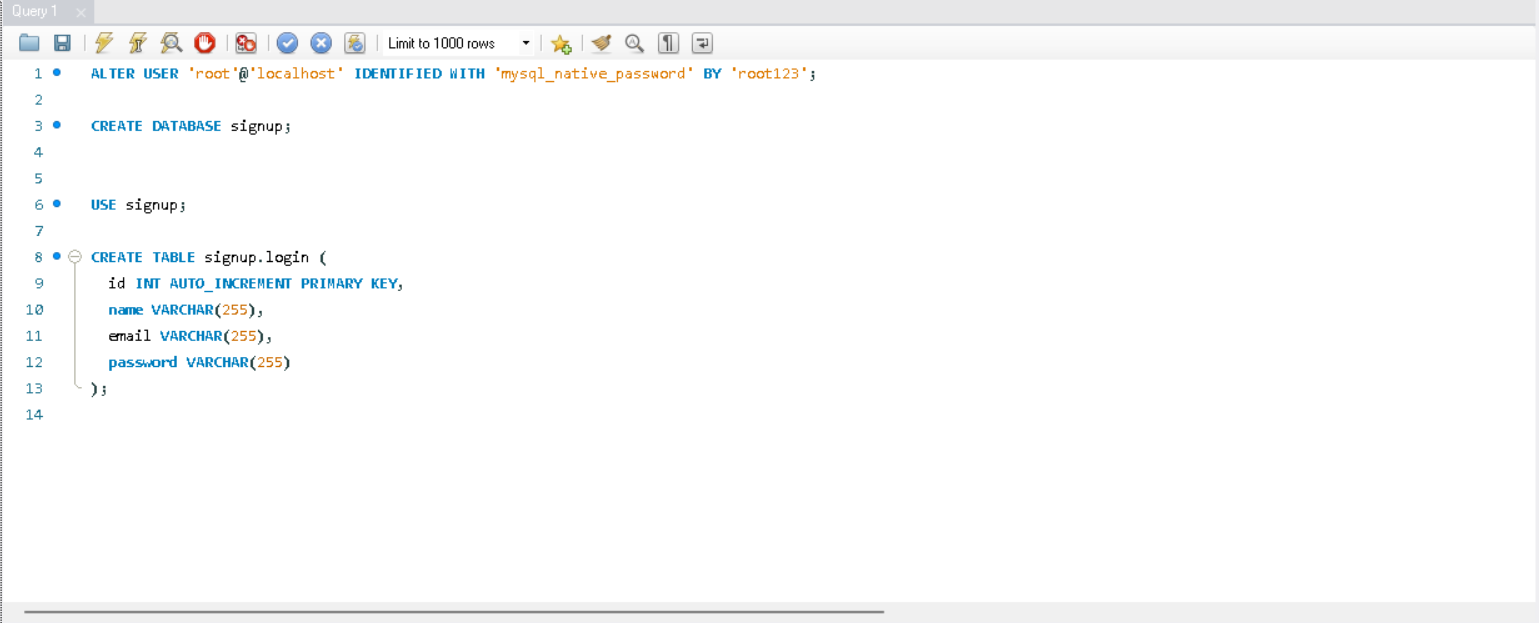 Query 1
Limit to 1000 rows
1 ALTER USER 'root'@'localhost' IDENTIFIED WITH 'mysql_native_password' BY 'root123';
2
3 CREATE DATABASE signup;
4
5
6 USE signup;
7
8 CREATE TABLE signup.login (
9 id INT AUTO_INCREMENT PRIMARY KEY,
10 name VARCHAR(255),
11 email VARCHAR(255),
12 password VARCHAR(255)
13 );
14